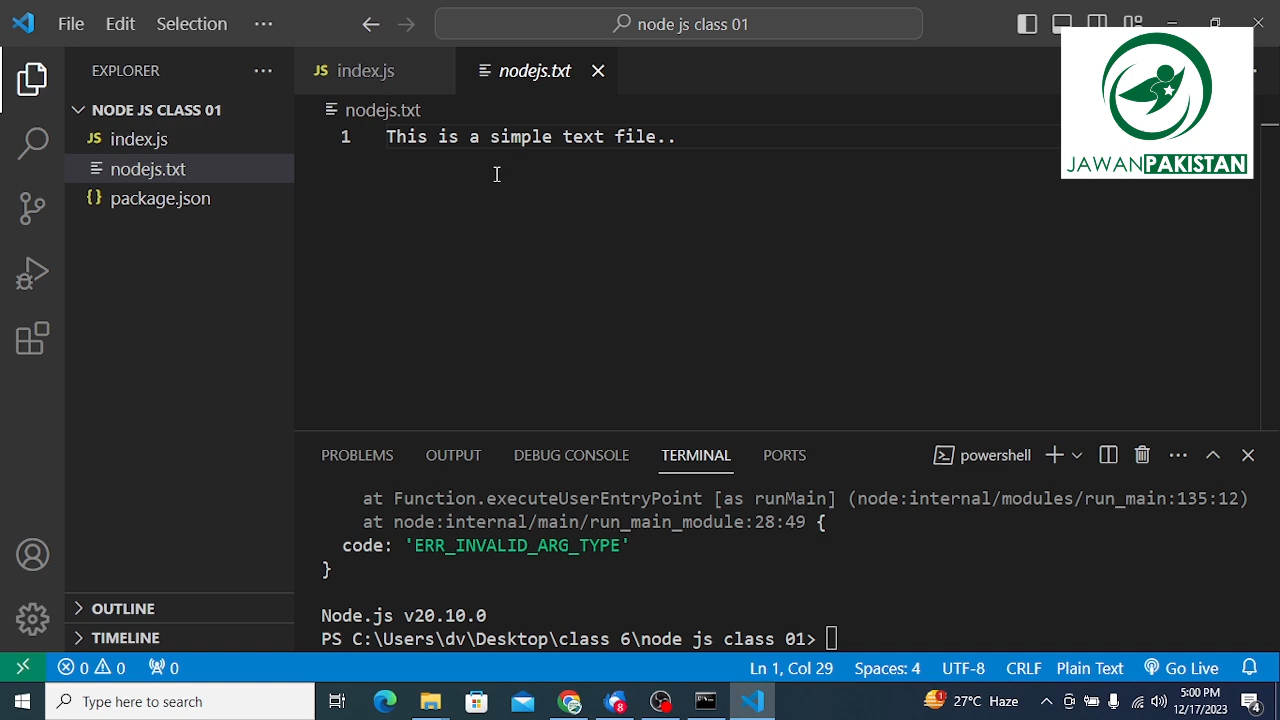 File Edit Selection ···
node js class 01
EXPLORER ···
NODE JS CLASS 01
JS index.js
nodejs.txt
{} package.json
OUTLINE
TIMELINE
JS index.js
nodejs.txt
nodejs.txt
1 This is a simple text file..
JAWANPAKISTAN
PROBLEMS OUTPUT DEBUG CONSOLE TERMINAL PORTS
powershell
at Function.executeUserEntryPoint [as runMain] (node:internal/modules/run_main:135:12)
at node:internal/main/run_main_module:28:49 {
code: 'ERR_INVALID_ARG_TYPE'
}
Node.js v20.10.0
PS C:\Users\dv\Desktop\class 6\node js class 01>
0 0 0
Ln 1, Col 29 Spaces: 4 UTF-8 CRLF Plain Text Go Live
Type here to search
8
27°C Haze
5:00 PM
12/17/2023
4